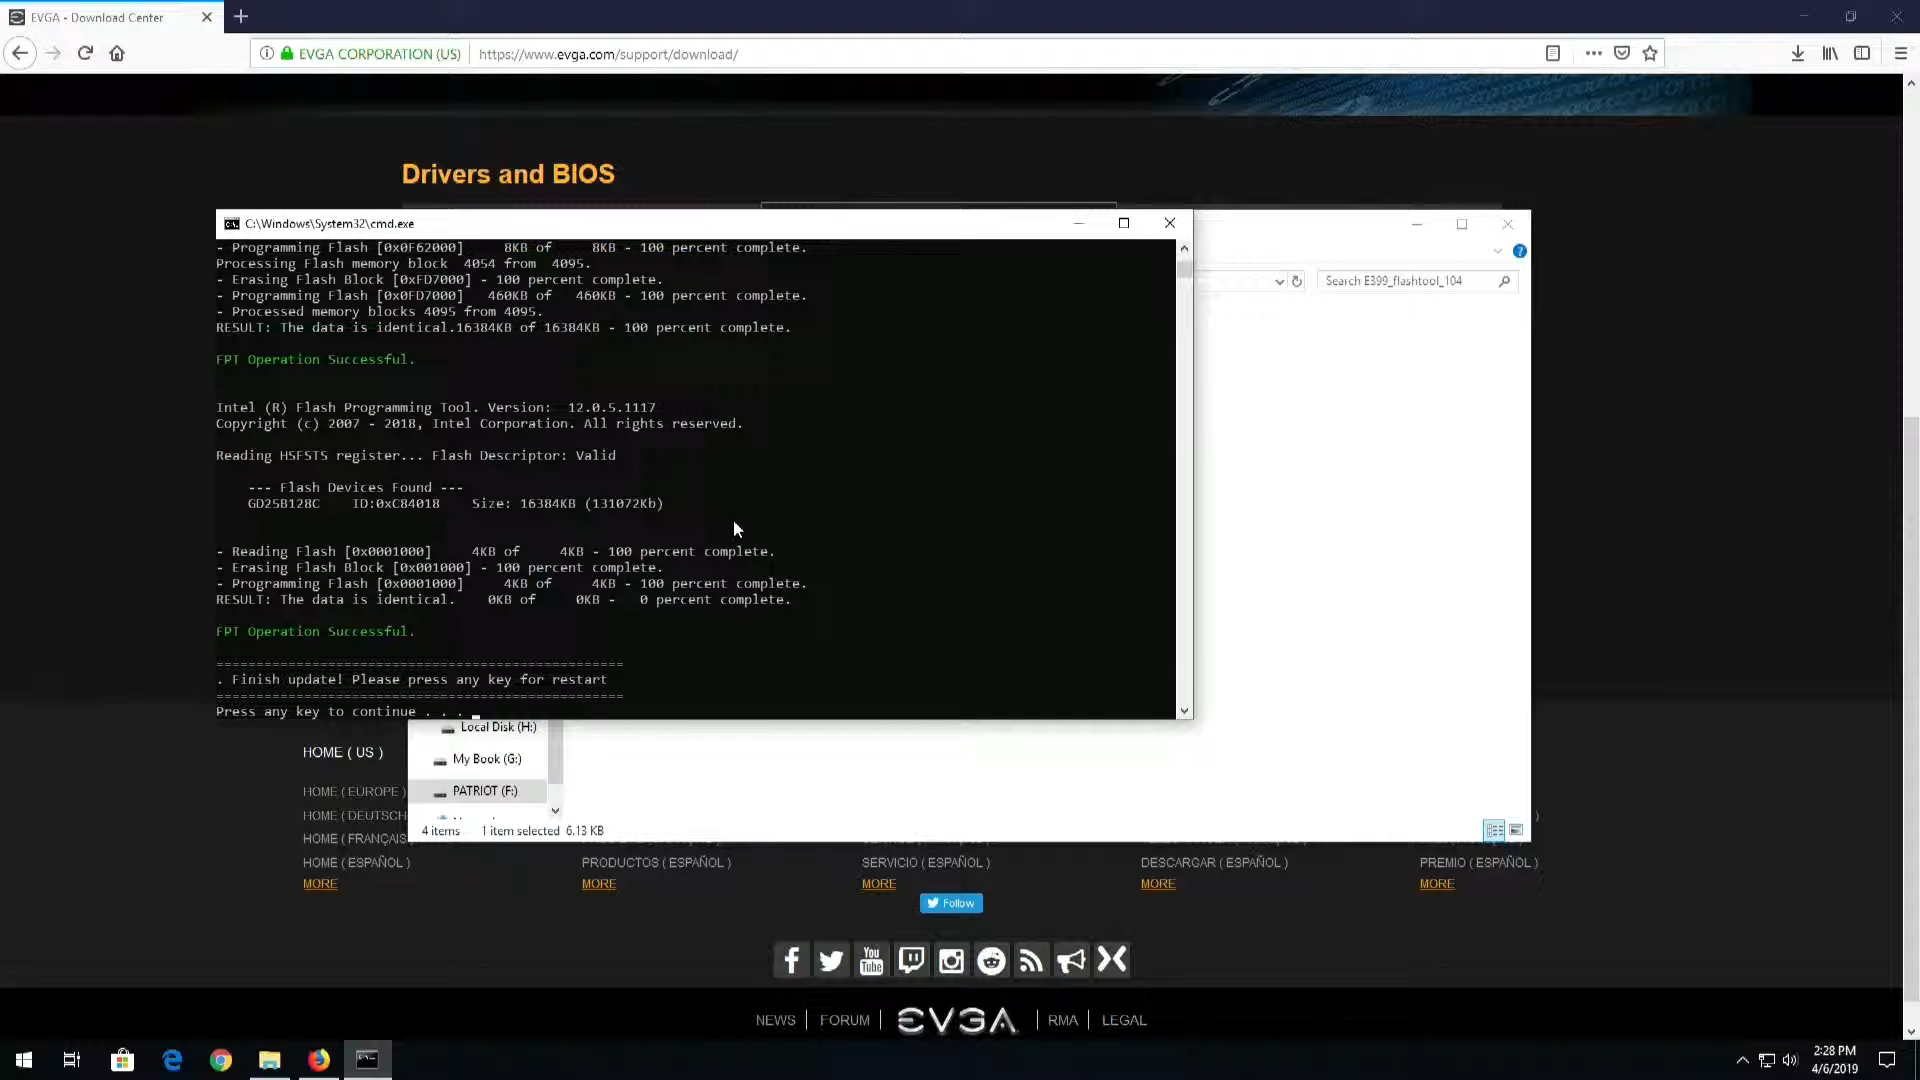 EVGA - Download Center
EVGA CORPORATION (US)
https://www.evga.com/support/download/
Drivers and BIOS
C:\Windows\System32\cmd.exe
- Programming Flash [0x0F62000]     8KB of     8KB - 100 percent complete.
Processing Flash memory block  4054 from  4095.
- Erasing Flash Block [0xFD7000] - 100 percent complete.
- Programming Flash [0x0FD7000]   460KB of   460KB - 100 percent complete.
- Processed memory blocks 4095 from 4095.
RESULT: The data is identical.16384KB of 16384KB - 100 percent complete.
FPT Operation Successful.
Intel (R) Flash Programming Tool. Version:  12.0.5.1117
Copyright (c) 2007 - 2018, Intel Corporation. All rights reserved.
Reading HSFSTS register... Flash Descriptor: Valid
--- Flash Devices Found ---
GD25B128C    ID:0xC84018    Size: 16384KB (131072Kb)
- Reading Flash [0x0001000]     4KB of     4KB - 100 percent complete.
- Erasing Flash Block [0x001000] - 100 percent complete.
- Programming Flash [0x0001000]     4KB of     4KB - 100 percent complete.
RESULT: The data is identical.    0KB of     0KB -   0 percent complete.
FPT Operation Successful.
===================================================
. Finish update! Please press any key for restart
===================================================
Press any key to continue . . .
Search E399_flashtool_104
Local Disk (H:)
My Book (G:)
PATRIOT (F:)
4 items 1 item selected 6.13 KB
HOME ( US )
HOME ( EUROPE )
HOME ( DEUTSCH
HOME ( FRANÇAIS
HOME ( ESPAÑOL ) PRODUCTOS ( ESPAÑOL ) SERVICIO ( ESPAÑOL ) DESCARGAR ( ESPAÑOL ) PREMIO ( ESPAÑOL )
MORE MORE MORE MORE MORE
Follow
You Tube
NEWS FORUM EVGA RMA LEGAL
2:28 PM
4/6/2019